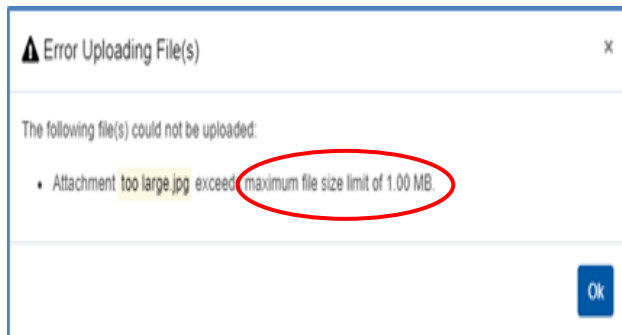 Error Uploading File(s)
×
The following file(s) could not be uploaded:
• Attachment too large.jpg exceed maximum file size limit of 1.00 MB.
Ok